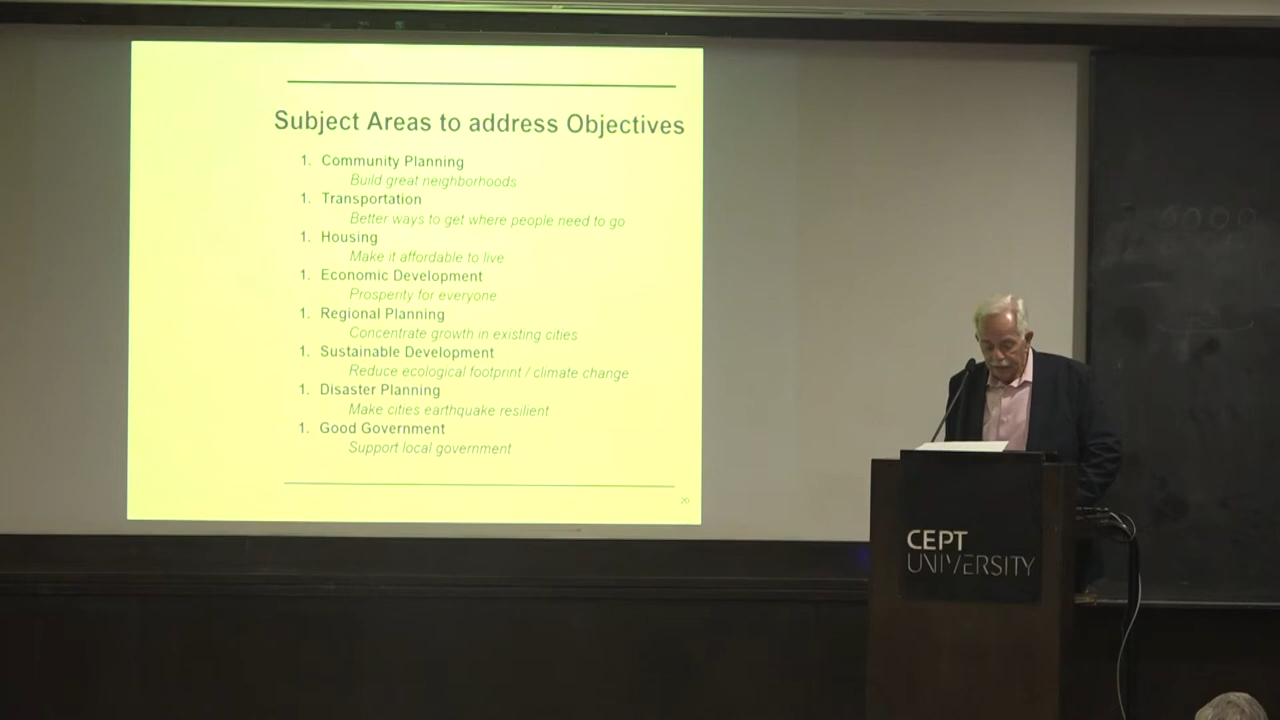 Subject Areas to address Objectives
1. Community Planning
Build great neighborhoods
1. Transportation
Better ways to get where people need to go
1. Housing
Make it affordable to live
1. Economic Development
Prosperity for everyone
1. Regional Planning
Concentrate growth in existing cities
1. Sustainable Development
Reduce ecological footprint / climate change
1. Disaster Planning
Make cities earthquake resilient
1. Good Government
Support local government
20
CEPT
UNIVERSITY